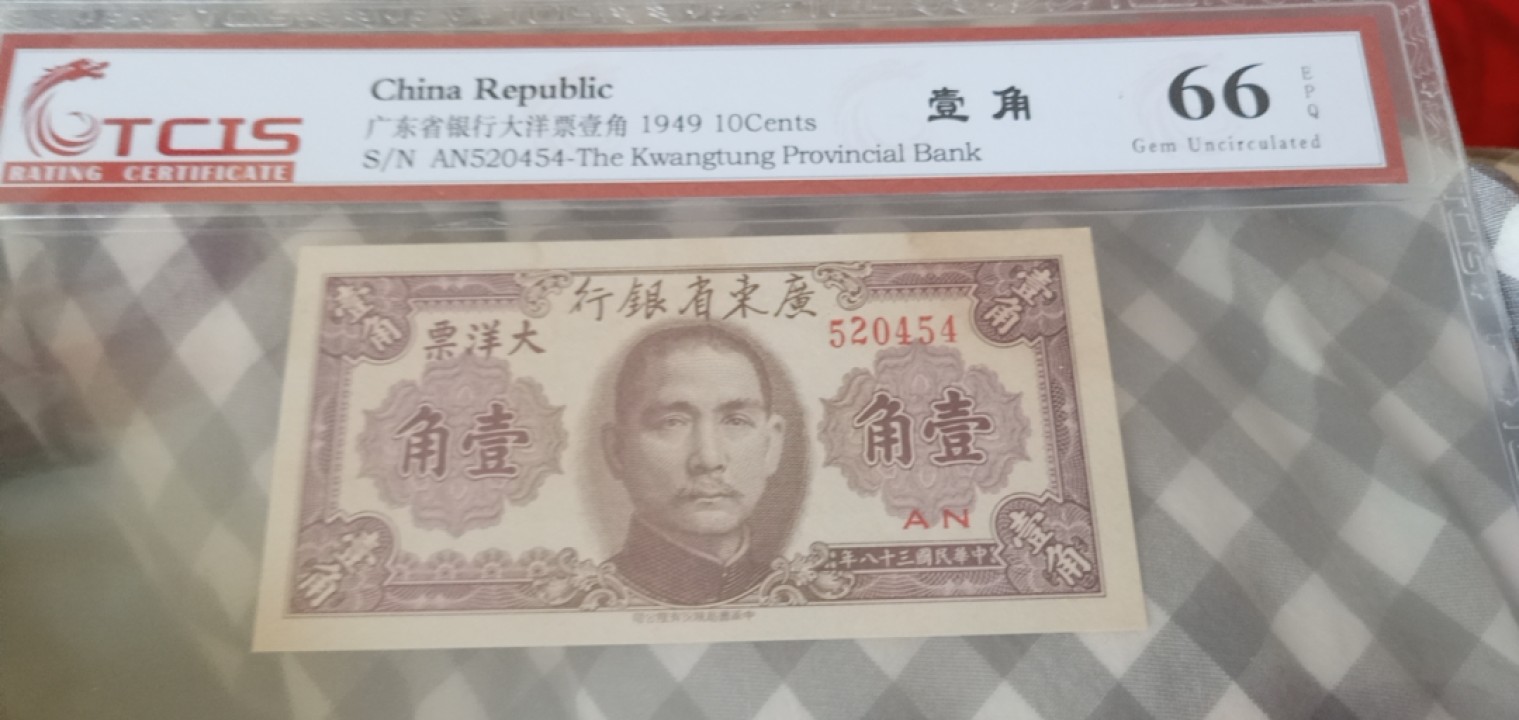 TCIS
RATING CERTIFICATE
China Republic
广东省银行大洋票壹角 1949 10Cents
S/N AN520454-The Kwangtung Provincial Bank
壹角
66
EPQ
Gem Uncirculated
行銀省東廣
票洋大
520454
壹角
壹角
角壹
角壹
AN
年八十三國民華中
壹角
壹角